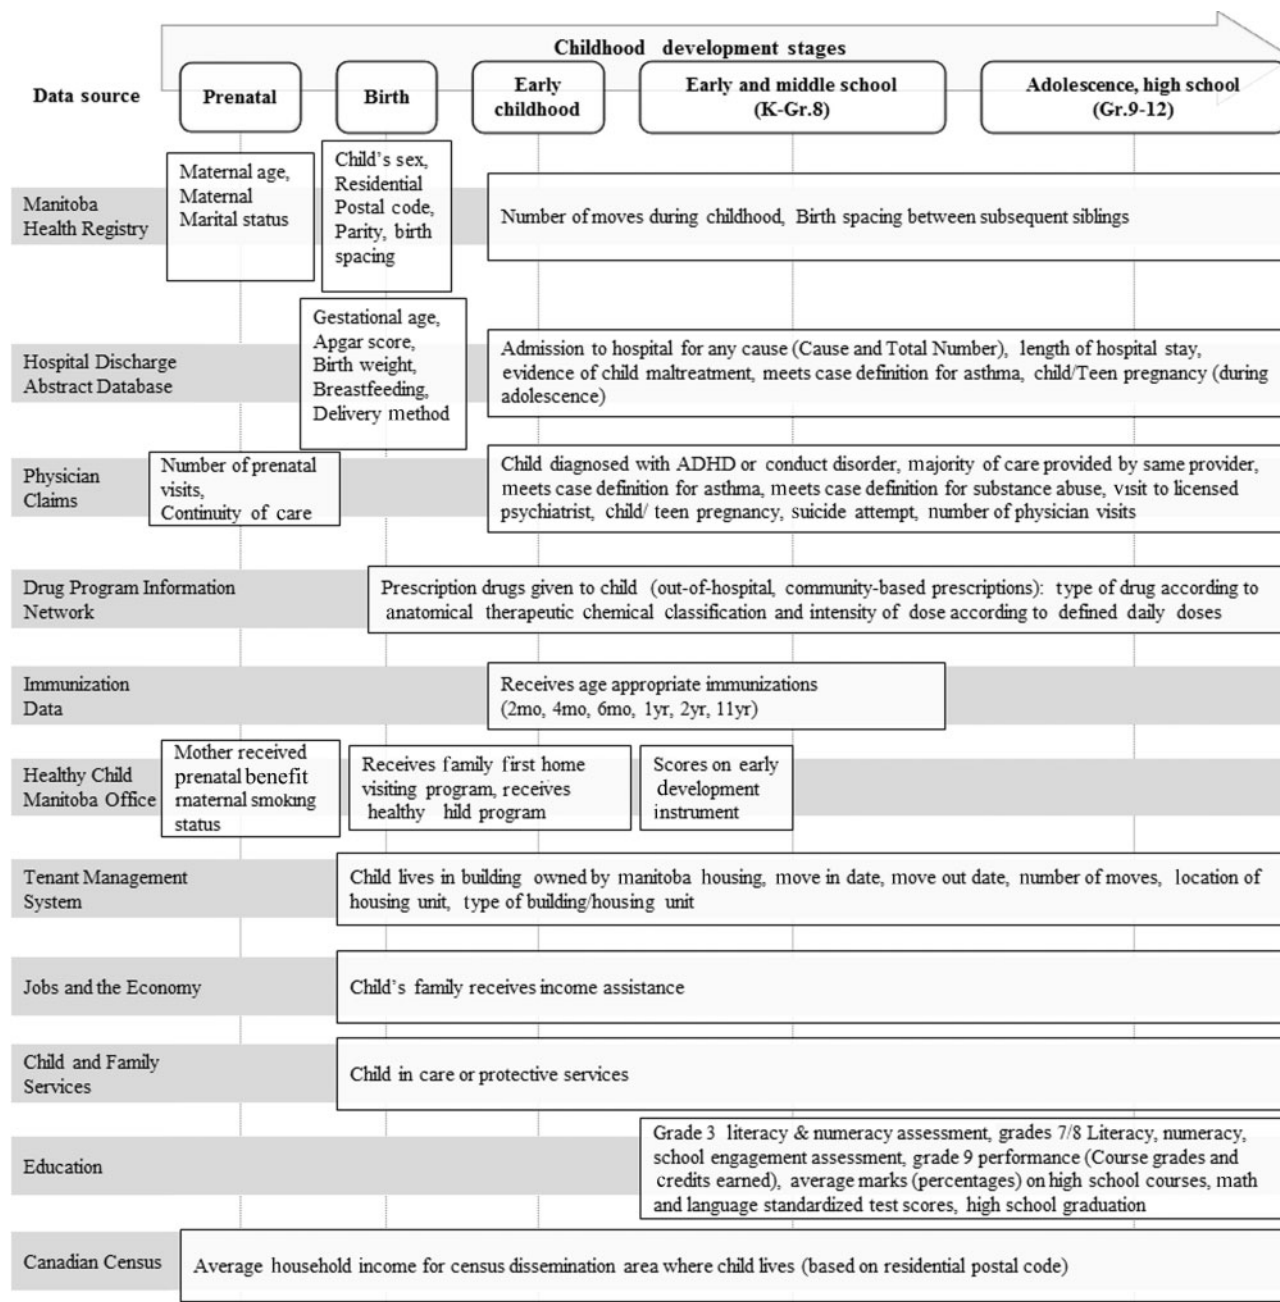 Childhood development stages
Data source
Prenatal
Birth
Early
childhood
Early and middle school
(K-Gr.8)
Adolescence, high school
(Gr.9-12)
Manitoba
Health Registry
Maternal age,
Maternal
Marital status
Child's sex,
Residential
Postal code,
Parity, birth
spacing
Number of moves during childhood, Birth spacing between subsequent siblings
Hospital Discharge
Abstract Database
Gestational age,
Apgar score,
Birth weight,
Breastfeeding,
Delivery method
Admission to hospital for any cause (Cause and Total Number), length of hospital stay,
evidence of child maltreatment, meets case definition for asthma, child/Teen pregnancy (during
adolescence)
Physician
Claims
Number of prenatal
visits,
Continuity of care
Child diagnosed with ADHD or conduct disorder, majority of care provided by same provider,
meets case definition for asthma, meets case definition for substance abuse, visit to licensed
psychiatrist, child/ teen pregnancy, suicide attempt, number of physician visits
Drug Program Information
Network
Prescription drugs given to child (out-of-hospital, community-based prescriptions): type of drug according to
anatomical therapeutic chemical classification and intensity of dose according to defined daily doses
Immunization
Data
Receives age appropriate immunizations
(2mo, 4mo, 6mo, 1yr, 2yr, 11yr)
Healthy Child
Manitoba Office
Mother received
prenatal benefit
maternal smoking
status
Receives family first home
visiting program, receives
healthy hild program
Scores on early
development
instrument
Tenant Management
System
Child lives in building owned by manitoba housing, move in date, move out date, number of moves, location of
housing unit, type of building/housing unit
Jobs and the Economy
Child's family receives income assistance
Child and Family
Services
Child in care or protective services
Education
Grade 3 literacy & numeracy assessment, grades 7/8 Literacy, numeracy,
school engagement assessment, grade 9 performance (Course grades and
credits earned), average marks (percentages) on high school courses, math
and language standardized test scores, high school graduation
Canadian Census
Average household income for census dissemination area where child lives (based on residential postal code)